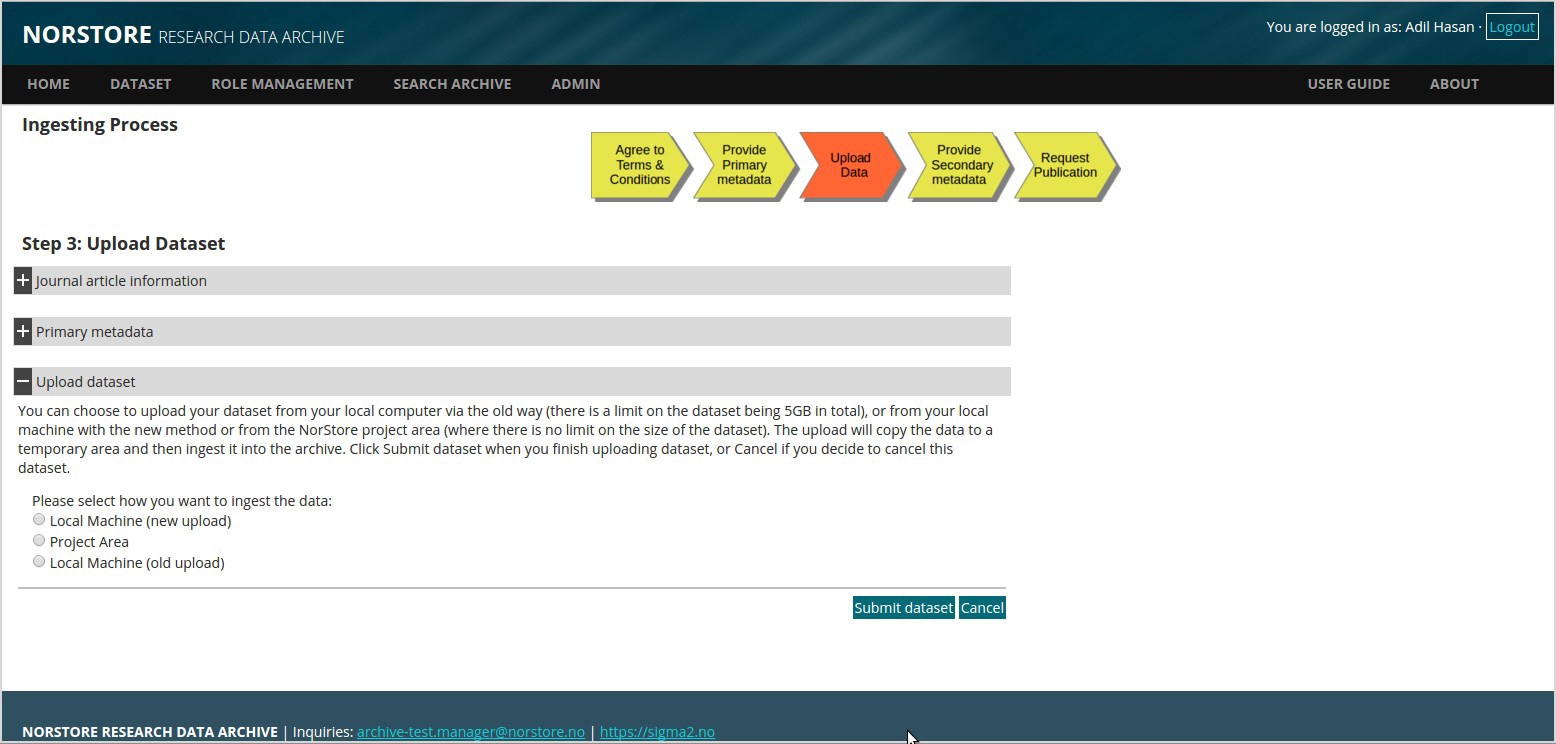 NORSTORE RESEARCH DATA ARCHIVE
You are logged in as: Adil Hasan · Logout
HOME DATASET ROLE MANAGEMENT SEARCH ARCHIVE ADMIN USER GUIDE ABOUT
Ingesting Process
Agree to
Terms &
Conditions
Provide
Primary
metadata
Upload
Data
Provide
Secondary
metadata
Request
Publication
Step 3: Upload Dataset
+ Journal article information
+ Primary metadata
− Upload dataset
You can choose to upload your dataset from your local computer via the old way (there is a limit on the dataset being 5GB in total), or from your local
machine with the new method or from the NorStore project area (where there is no limit on the size of the dataset). The upload will copy the data to a
temporary area and then ingest it into the archive. Click Submit dataset when you finish uploading dataset, or Cancel if you decide to cancel this
dataset.
Please select how you want to ingest the data:
Local Machine (new upload)
Project Area
Local Machine (old upload)
Submit dataset Cancel
NORSTORE RESEARCH DATA ARCHIVE | Inquiries: archive-test.manager@norstore.no | https://sigma2.no